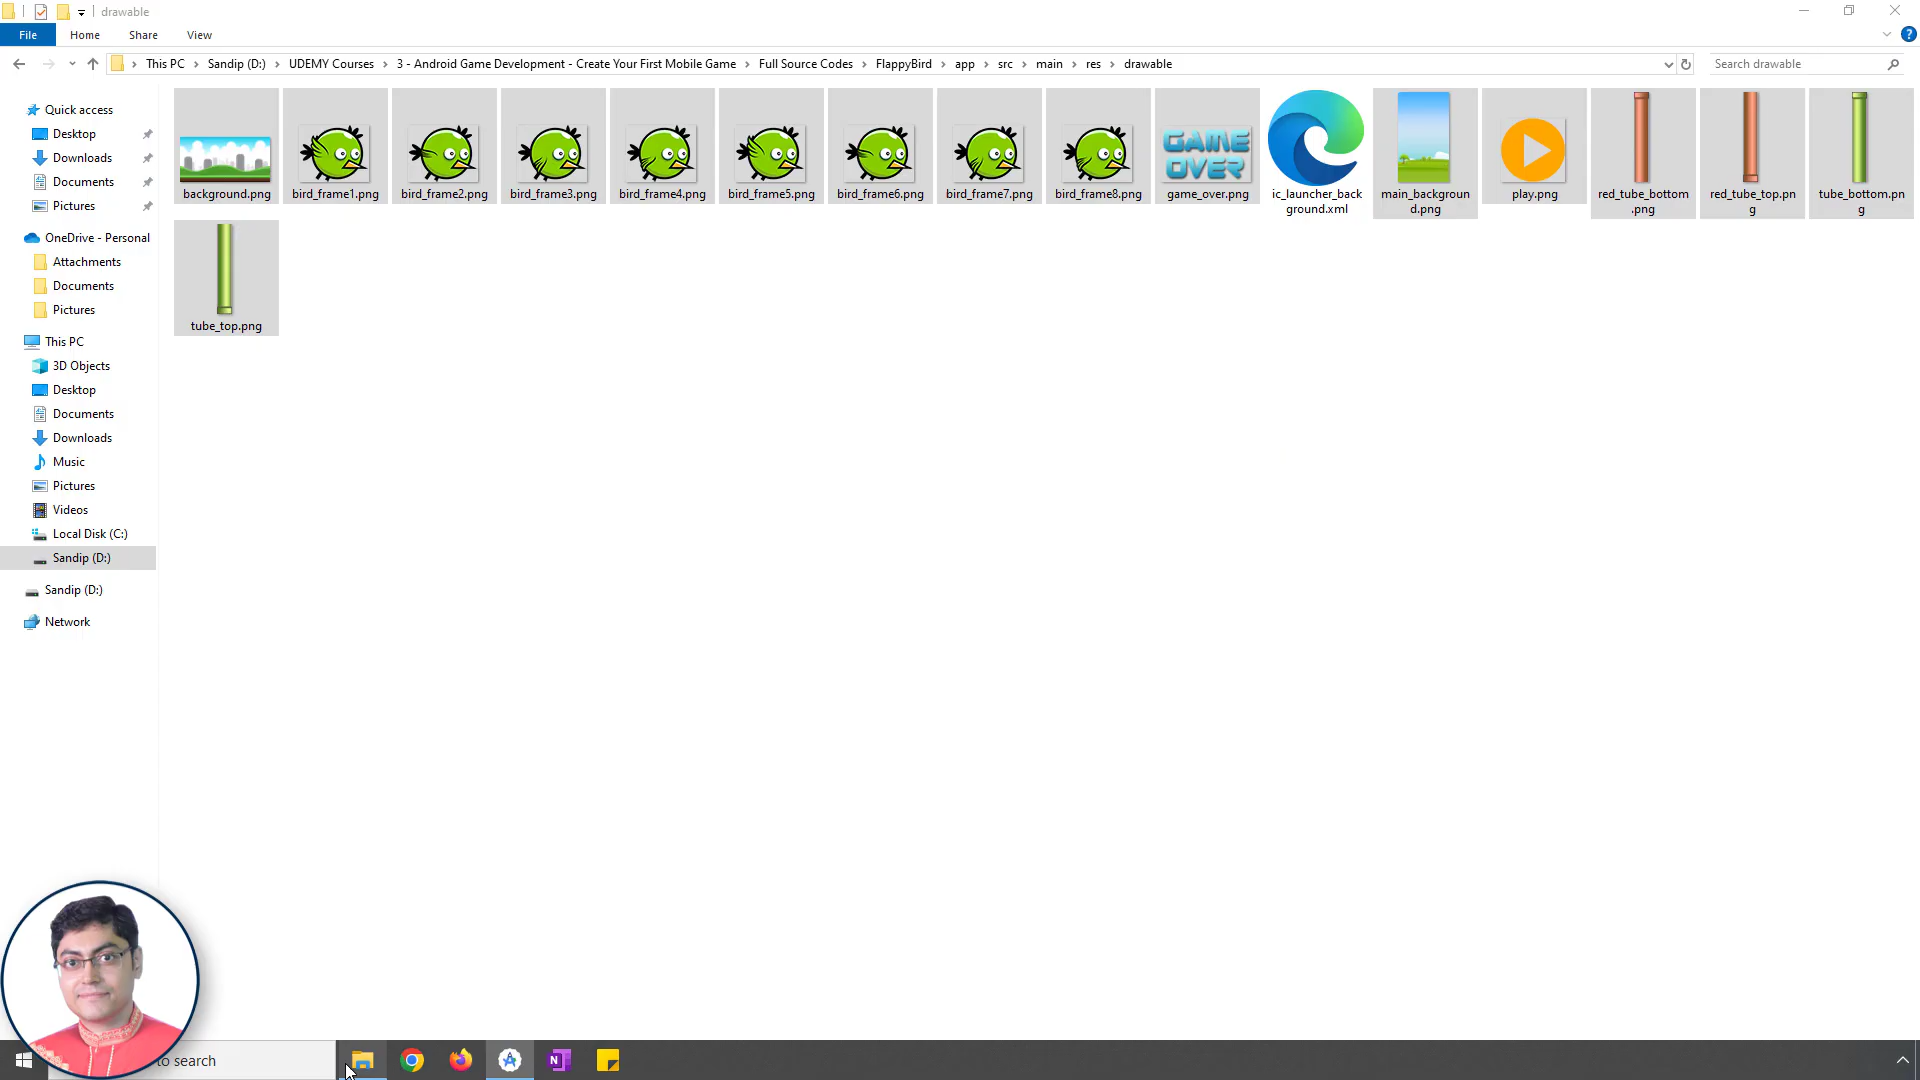 drawable
File Home Share View
This PC Sandip (D:) UDEMY Courses 3 - Android Game Development - Create Your First Mobile Game Full Source Codes FlappyBird app src main res drawable
Search drawable
Quick access
Desktop
Downloads
Documents
Pictures
OneDrive - Personal
Attachments
Documents
Pictures
This PC
3D Objects
Desktop
Documents
Downloads
Music
Pictures
Videos
Local Disk (C:)
Sandip (D:)
Sandip (D:)
Network
GAME
OVER
background.png bird_frame1.png bird_frame2.png bird_frame3.png bird_frame4.png bird_frame5.png bird_frame6.png bird_frame7.png bird_frame8.png game_over.png ic_launcher_back main_backgroun play.png red_tube_bottom red_tube_top.pn tube_bottom.pn
ground.xml d.png .png g g
tube_top.png
to search
N